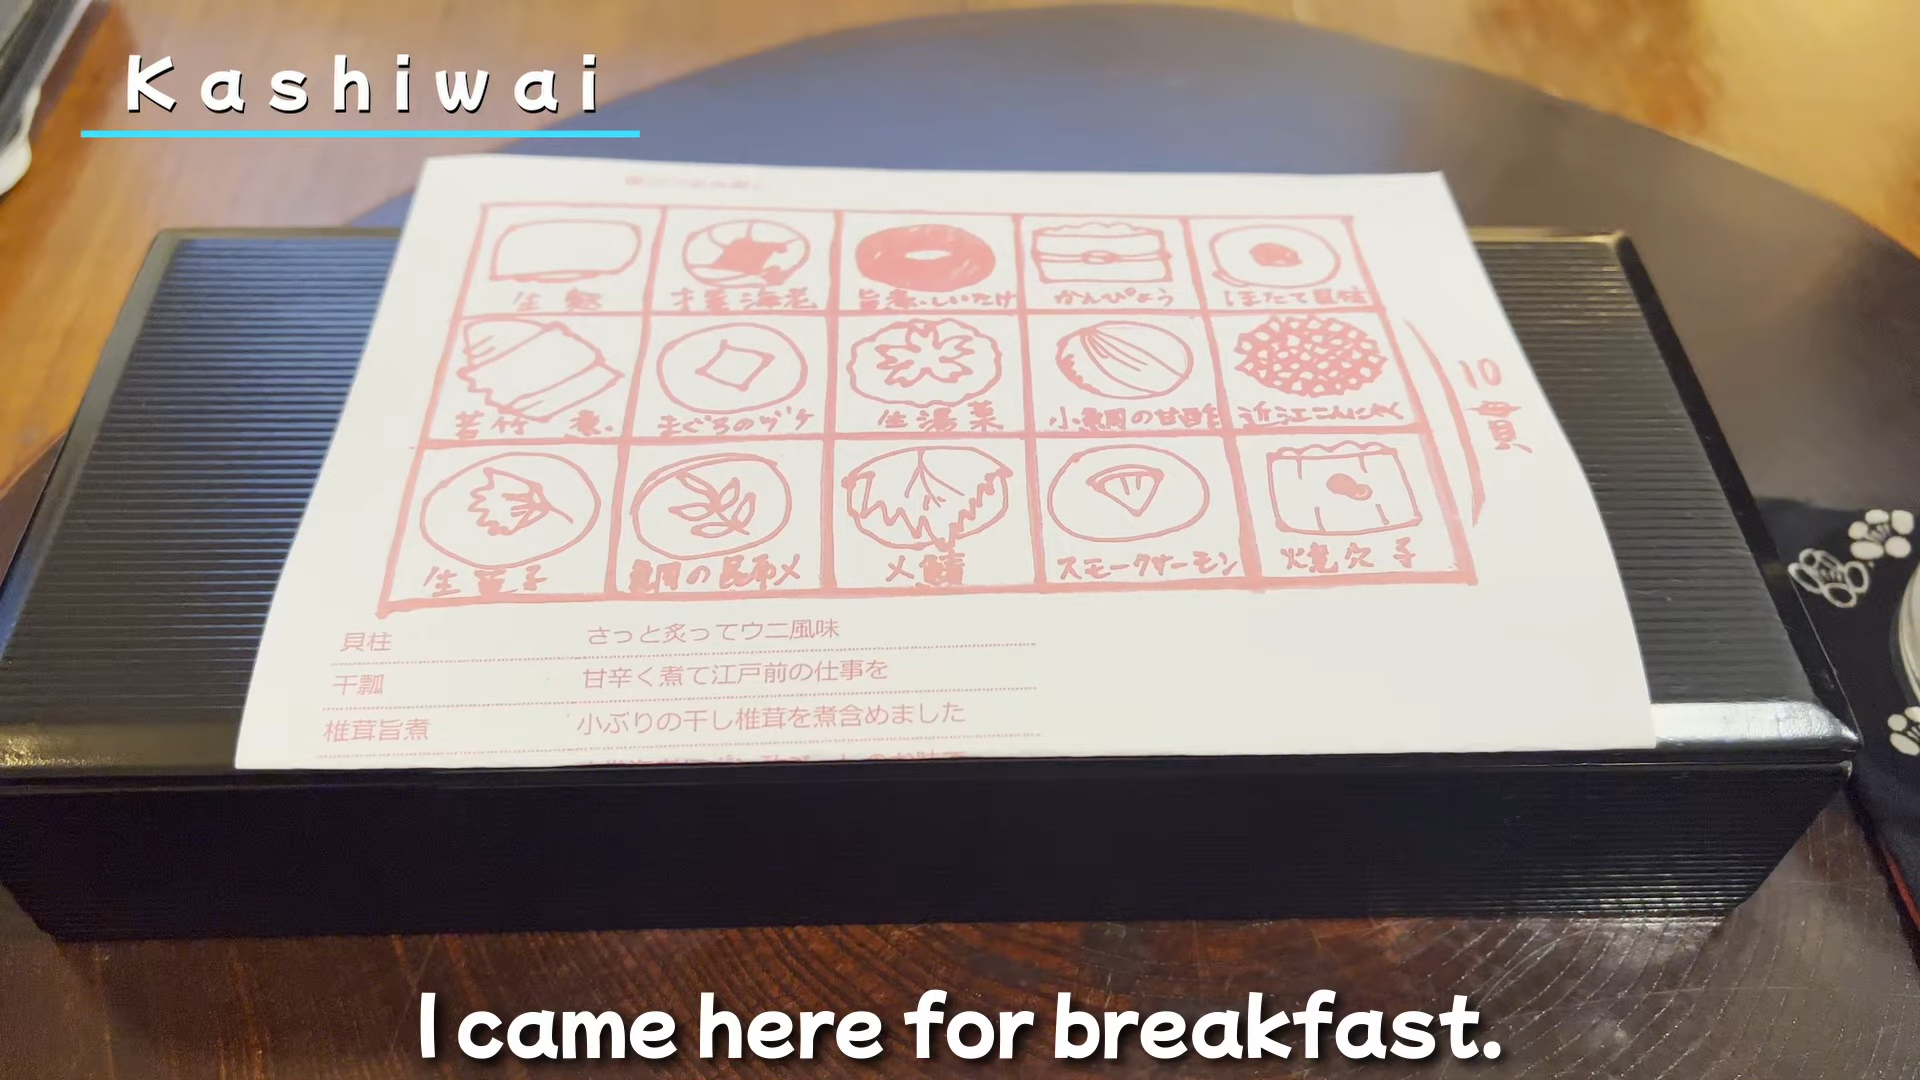 Kashiwai
生麩 才巻海老 旨煮しいたけ かんぴょう ほたて貝柱
若竹煮 まぐろのヅケ 生湯葉 小鯛の甘酢 近江こんにゃく
10貫
生菓子 鯛の昆布〆 〆鯖 スモークサーモン 焼穴子
貝柱 さっと炙ってウニ風味
干瓢 甘辛く煮て江戸前の仕事を
椎茸旨煮 小ぶりの干し椎茸を煮含めました
I came here for breakfast.